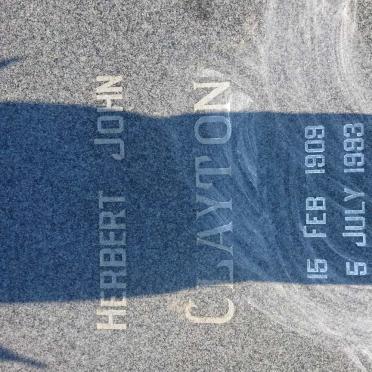 HERBERT JOHN
CLAYTON
15 FEB 1909
5 JULY 1993